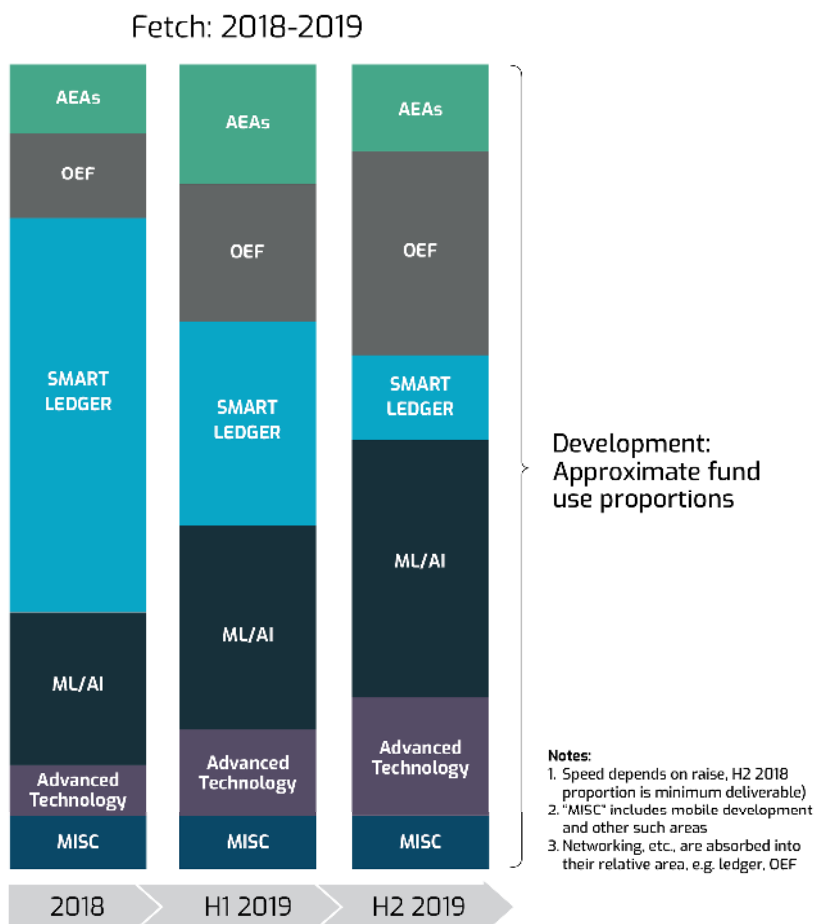 Fetch: 2018-2019
AEAs
OEF
SMART
LEDGER
ML/AI
Advanced
Technology
MISC
AEAs
OEF
SMART
LEDGER
ML/AI
Advanced
Technology
MISC
AEAs
OEF
SMART
LEDGER
ML/AI
Advanced
Technology
MISC
Development:
Approximate fund
use proportions
Notes:
1. Speed depends on raise, H2 2018
proportion is minimum deliverable)
2. "MISC" includes mobile development
and other such areas
3. Networking, etc., are absorbed into
their relative area, e.g. ledger, OEF
2018
H1 2019
H2 2019